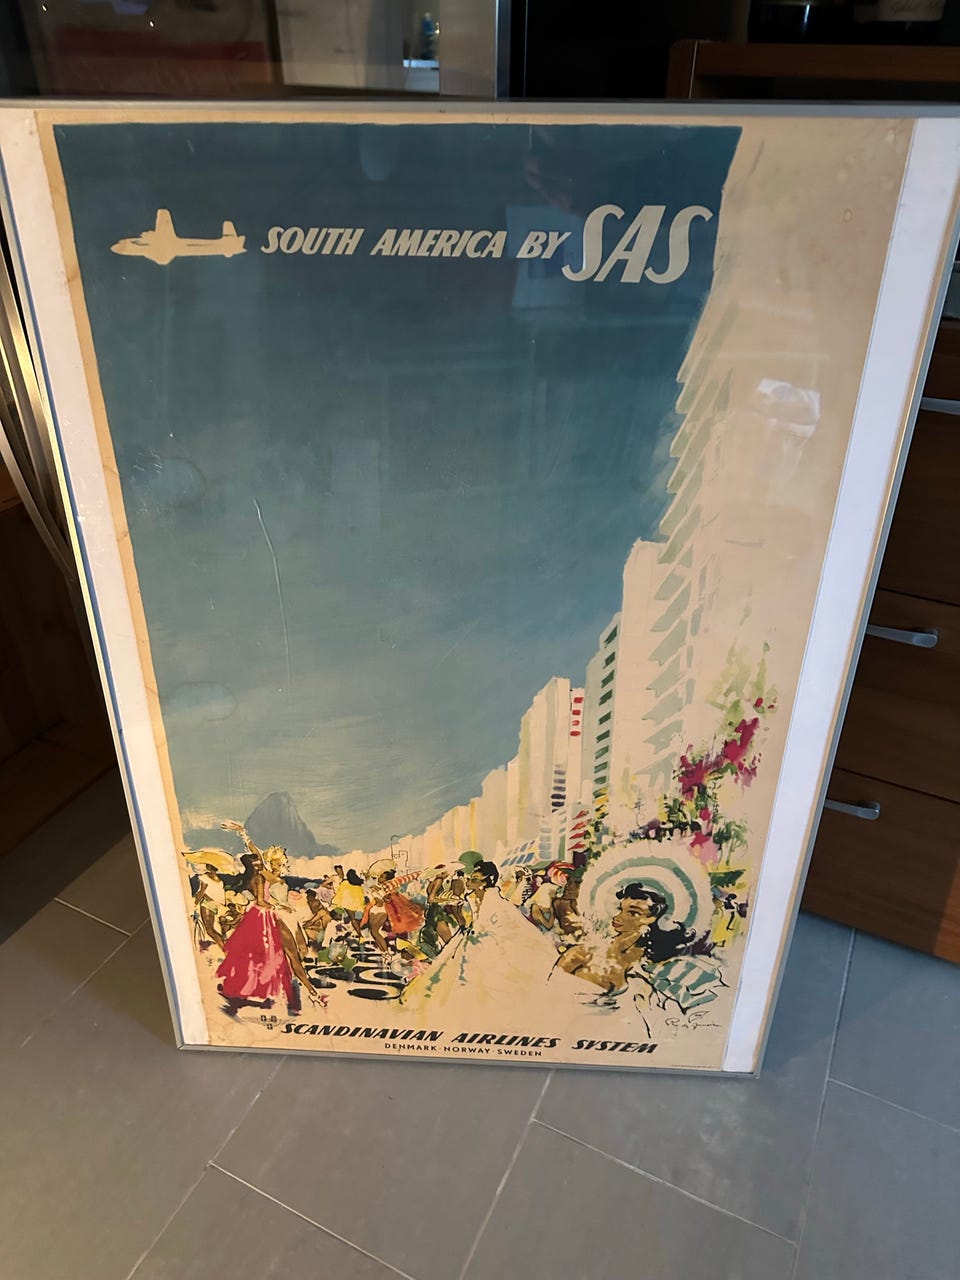 SOUTH AMERICA BY SAS
SCANDINAVIAN AIRLINES SYSTEM
DENMARK · NORWAY · SWEDEN